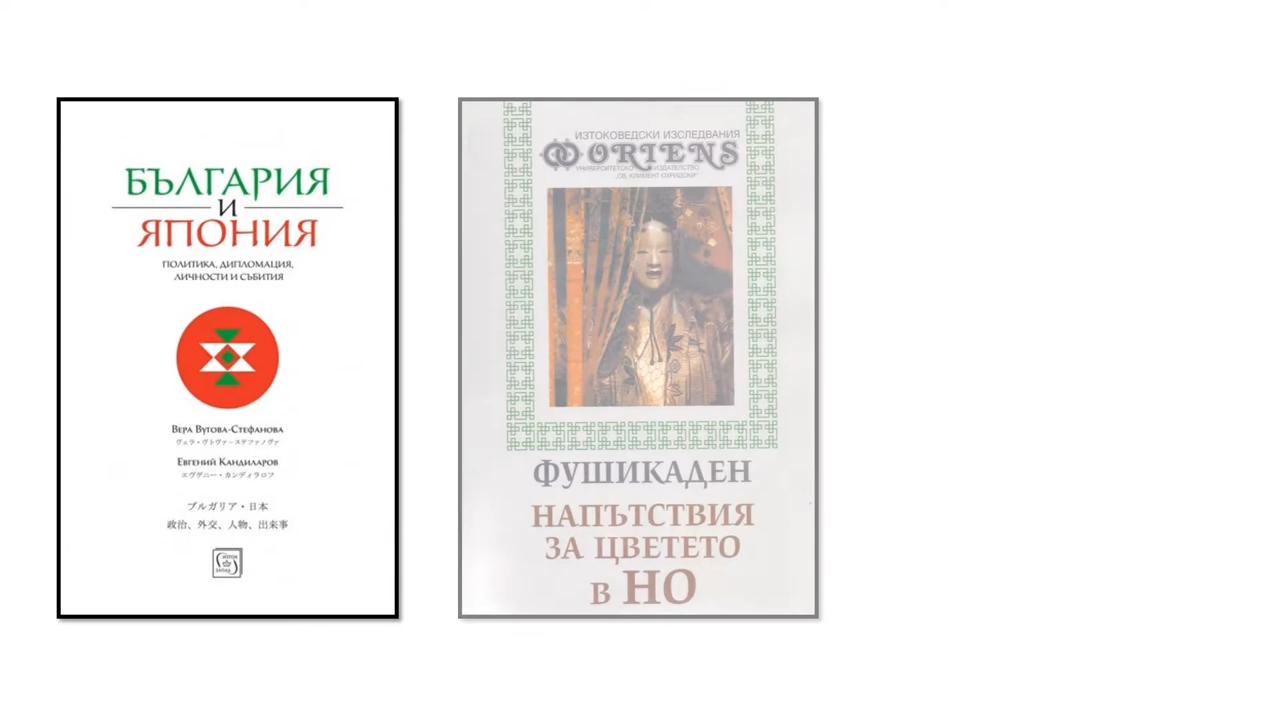 БЪЛГАРИЯ
И
ЯПОНИЯ
ПОЛИТИКА, ДИПЛОМАЦИЯ,
ЛИЧНОСТИ И СЪБИТИЯ
ВЕРА ВУТОВА-СТЕФАНОВА
ヴェラ・ヴトヴァ－ステファノヴァ
ЕВГЕНИЙ КАНДИЛАРОВ
エヴゲニー・カンディラロフ
ブルガリア・日本
政治、外交、人物、出来事
ИЗТОК
ЗАПАД
ИЗТОКОВЕДСКИ ИЗСЛЕДВАНИЯ
ORIENS
УНИВЕРСИТЕТСКО ИЗДАТЕЛСТВО
„СВ. КЛИМЕНТ ОХРИДСКИ“
ФУШИКАДЕН
НАПЪТСТВИЯ
ЗА ЦВЕТЕТО
В НО